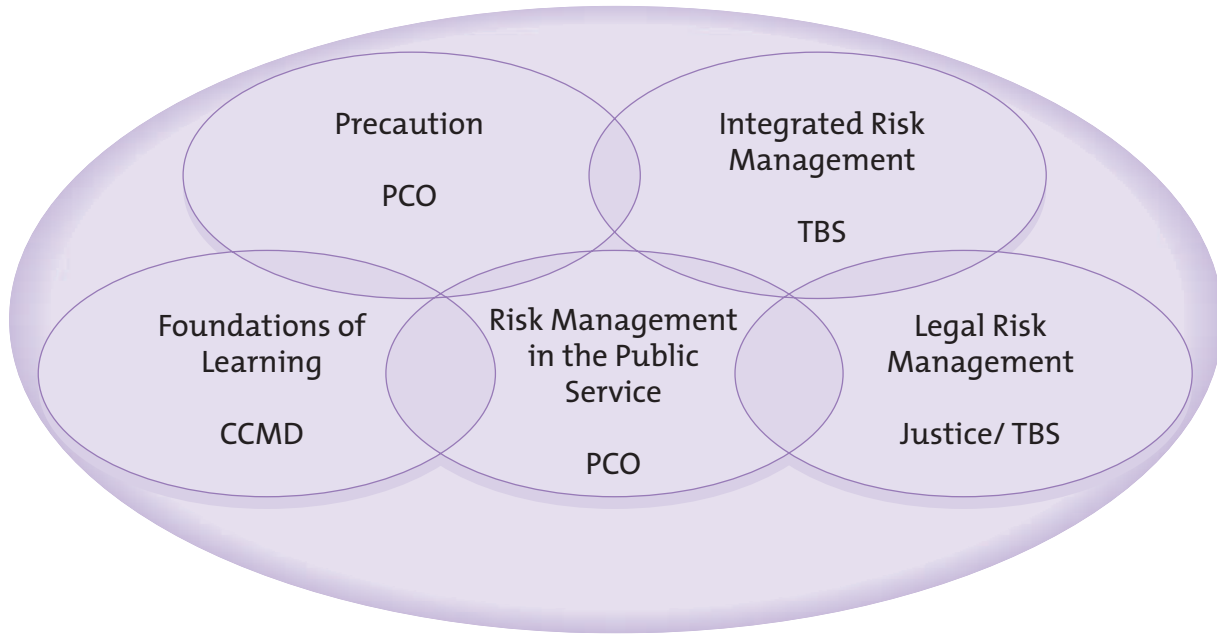 Precaution
PCO
Integrated Risk
Management
TBS
Foundations of
Learning
CCMD
Risk Management
in the Public
Service
PCO
Legal Risk
Management
Justice/ TBS